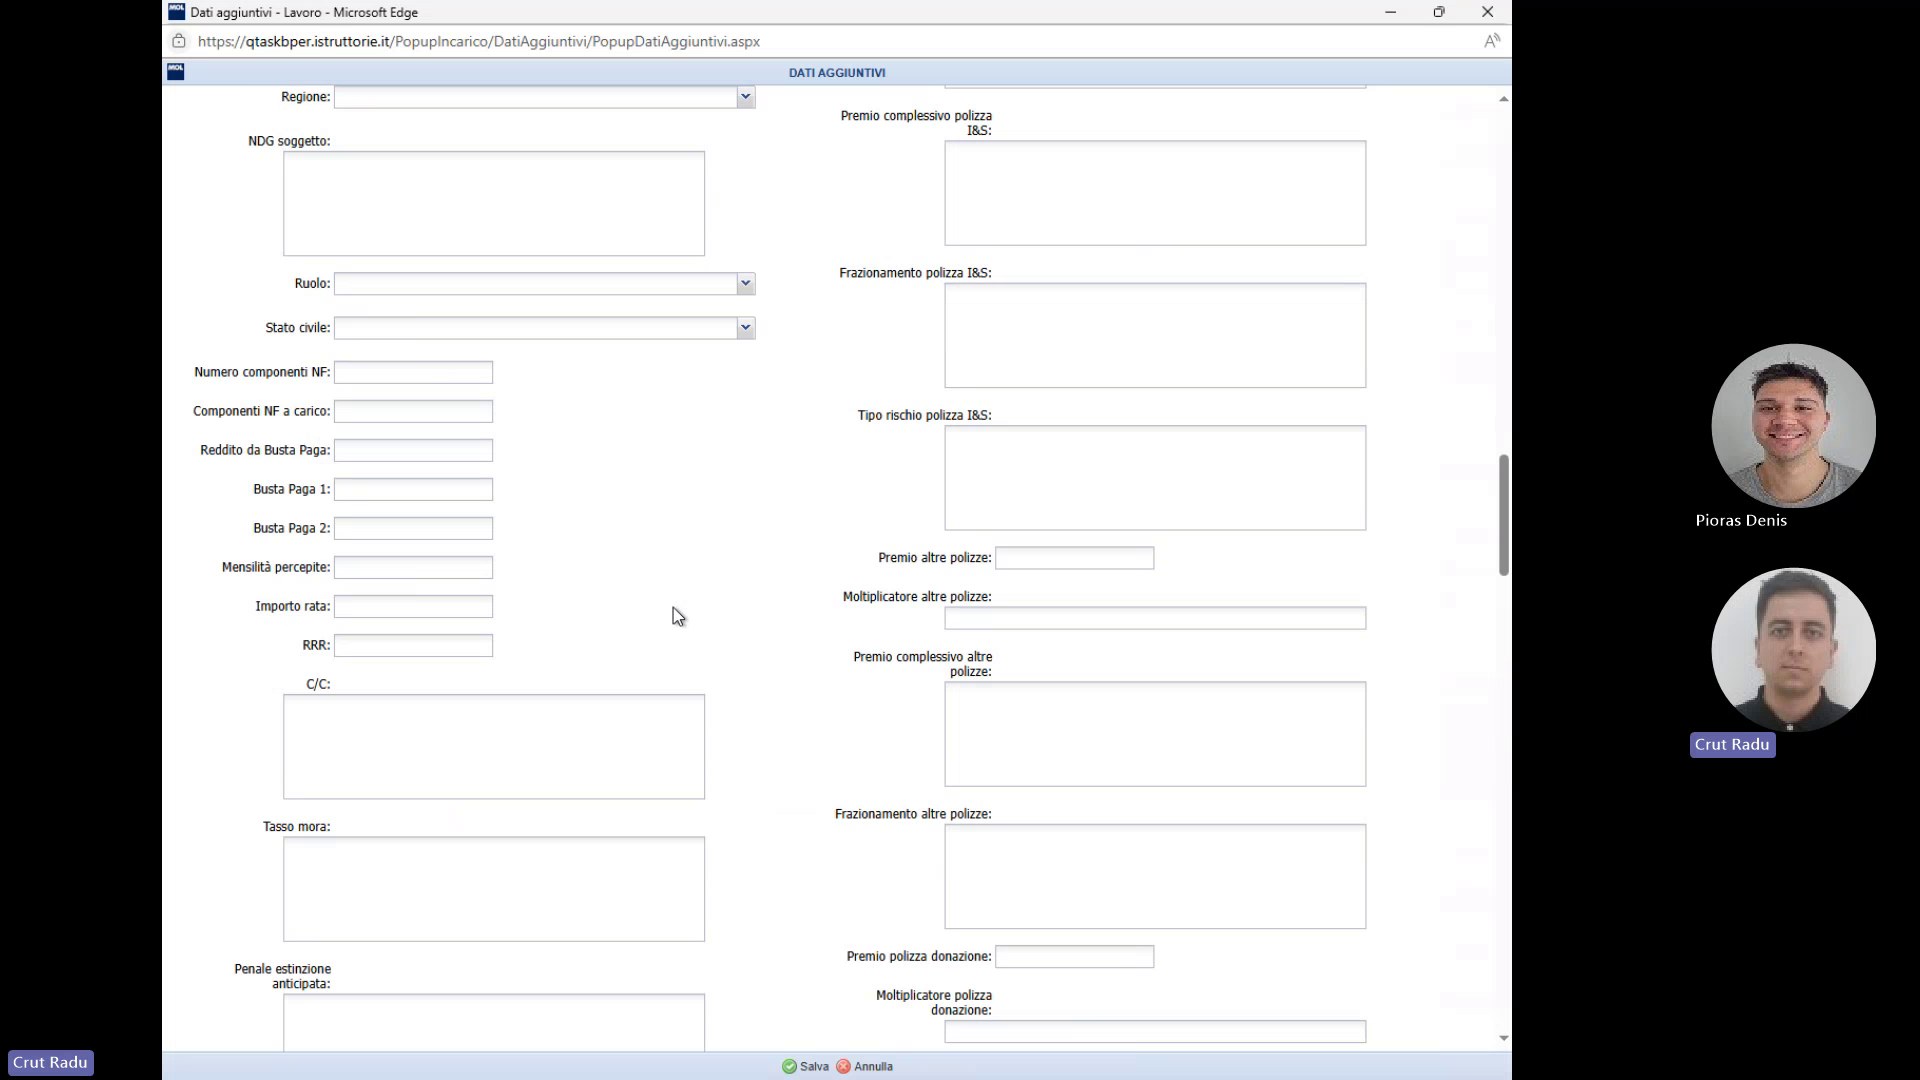 MOL Dati aggiuntivi - Lavoro - Microsoft Edge
https://qtaskbper.istruttorie.it/PopupIncarico/DatiAggiuntivi/PopupDatiAggiuntivi.aspx
MOL DATI AGGIUNTIVI
Regione:
NDG soggetto:
Ruolo:
Stato civile:
Numero componenti NF:
Componenti NF a carico:
Reddito da Busta Paga:
Busta Paga 1:
Busta Paga 2:
Mensilità percepite:
Importo rata:
RRR:
C/C:
Tasso mora:
Penale estinzione
anticipata:
Premio complessivo polizza
I&S:
Frazionamento polizza I&S:
Tipo rischio polizza I&S:
Premio altre polizze:
Moltiplicatore altre polizze:
Premio complessivo altre
polizze:
Frazionamento altre polizze:
Premio polizza donazione:
Moltiplicatore polizza
donazione:
Salva Annulla
Pioras Denis
Crut Radu
Crut Radu